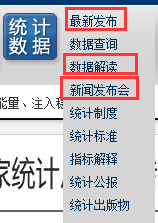 统计
数据
最新发布
数据查询
数据解读
新闻发布会
能量、注入稳
统计制度
统计标准
家统计
指标解释
统计公报
统计出版物